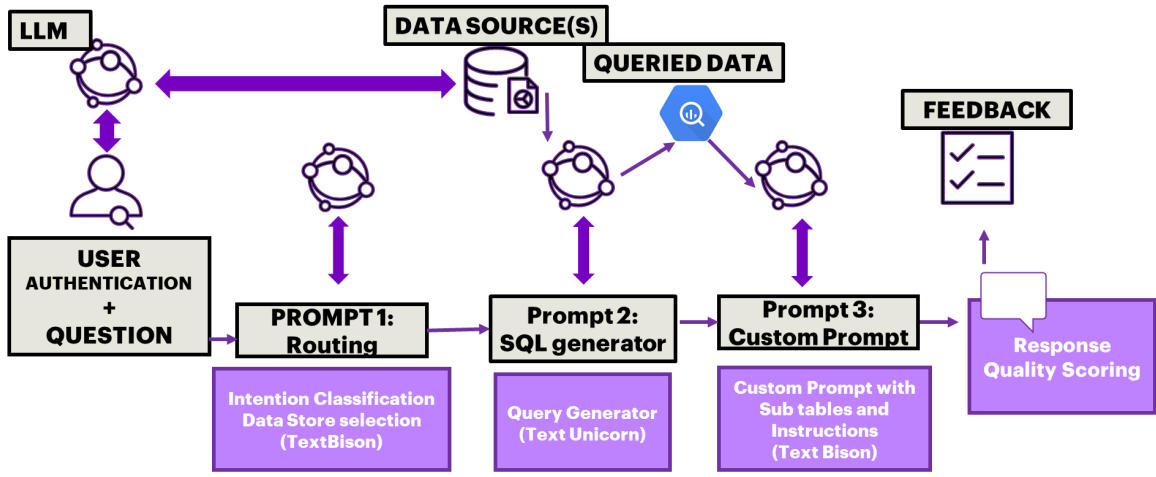 LLM
DATA SOURCE(S)
QUERIED DATA
FEEDBACK
USER
AUTHENTICATION
+
QUESTION
PROMPT 1:
Routing
Prompt 2:
SQL generator
Prompt 3:
Custom Prompt
Intention Classification
Data Store selection
(TextBison)
Query Generator
(Text Unicorn)
Custom Prompt with
Sub tables and
Instructions
(Text Bison)
Response
Quality Scoring